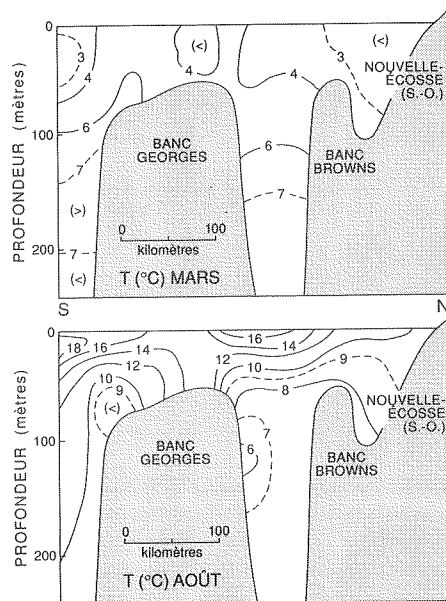 0
100
200
PROFONDEUR (mètres)
3
4
(<)
4
3
(<)
4
6
7
(>)
7
(<)
6
7
NOUVELLE-
ÉCOSSE
(S.-O.)
BANC
GEORGES
BANC
BROWNS
0 100
kilomètres
T (°C) MARS
S N
0
100
200
PROFONDEUR (mètres)
18
16
14
12
10
9
(<)
16
14
12
10
9
8
7
6
NOUVELLE-
ÉCOSSE
(S.-O.)
BANC
GEORGES
BANC
BROWNS
0 100
kilomètres
T (°C) AOÛT